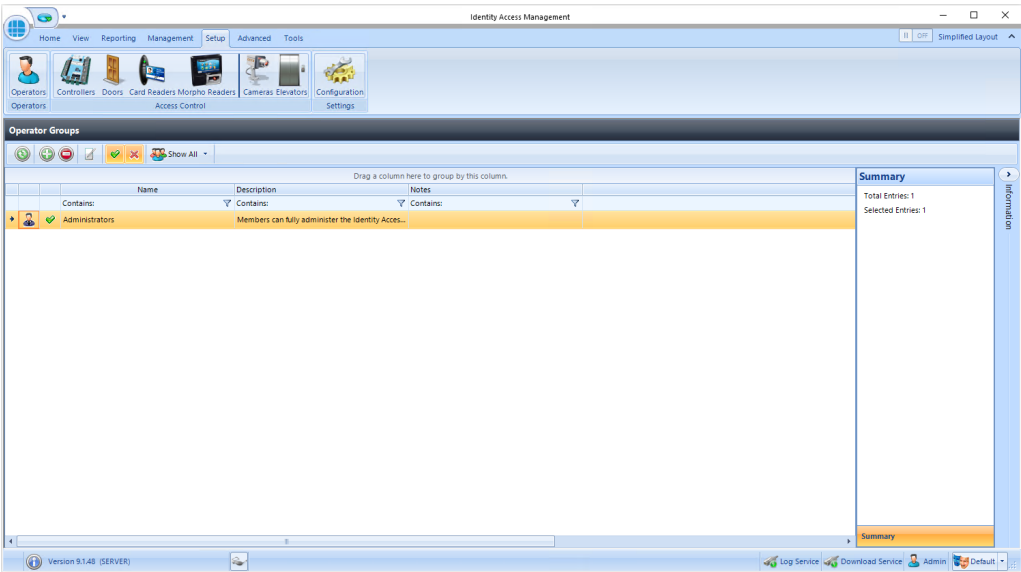 Identity Access Management
Home View Reporting Management Setup Advanced Tools
OFF Simplified Layout
Operators Controllers Doors Card Readers Morpho Readers Cameras Elevators Configuration
Operators Access Control Settings
Operator Groups
Show All
Drag a column here to group by this column.
Name Description Notes
Contains: Contains: Contains:
Administrators Members can fully administer the Identity Acces...
Summary
Total Entries: 1
Selected Entries: 1
Information
Summary
Version 9.1.48 (SERVER)
Log Service Download Service Admin Default